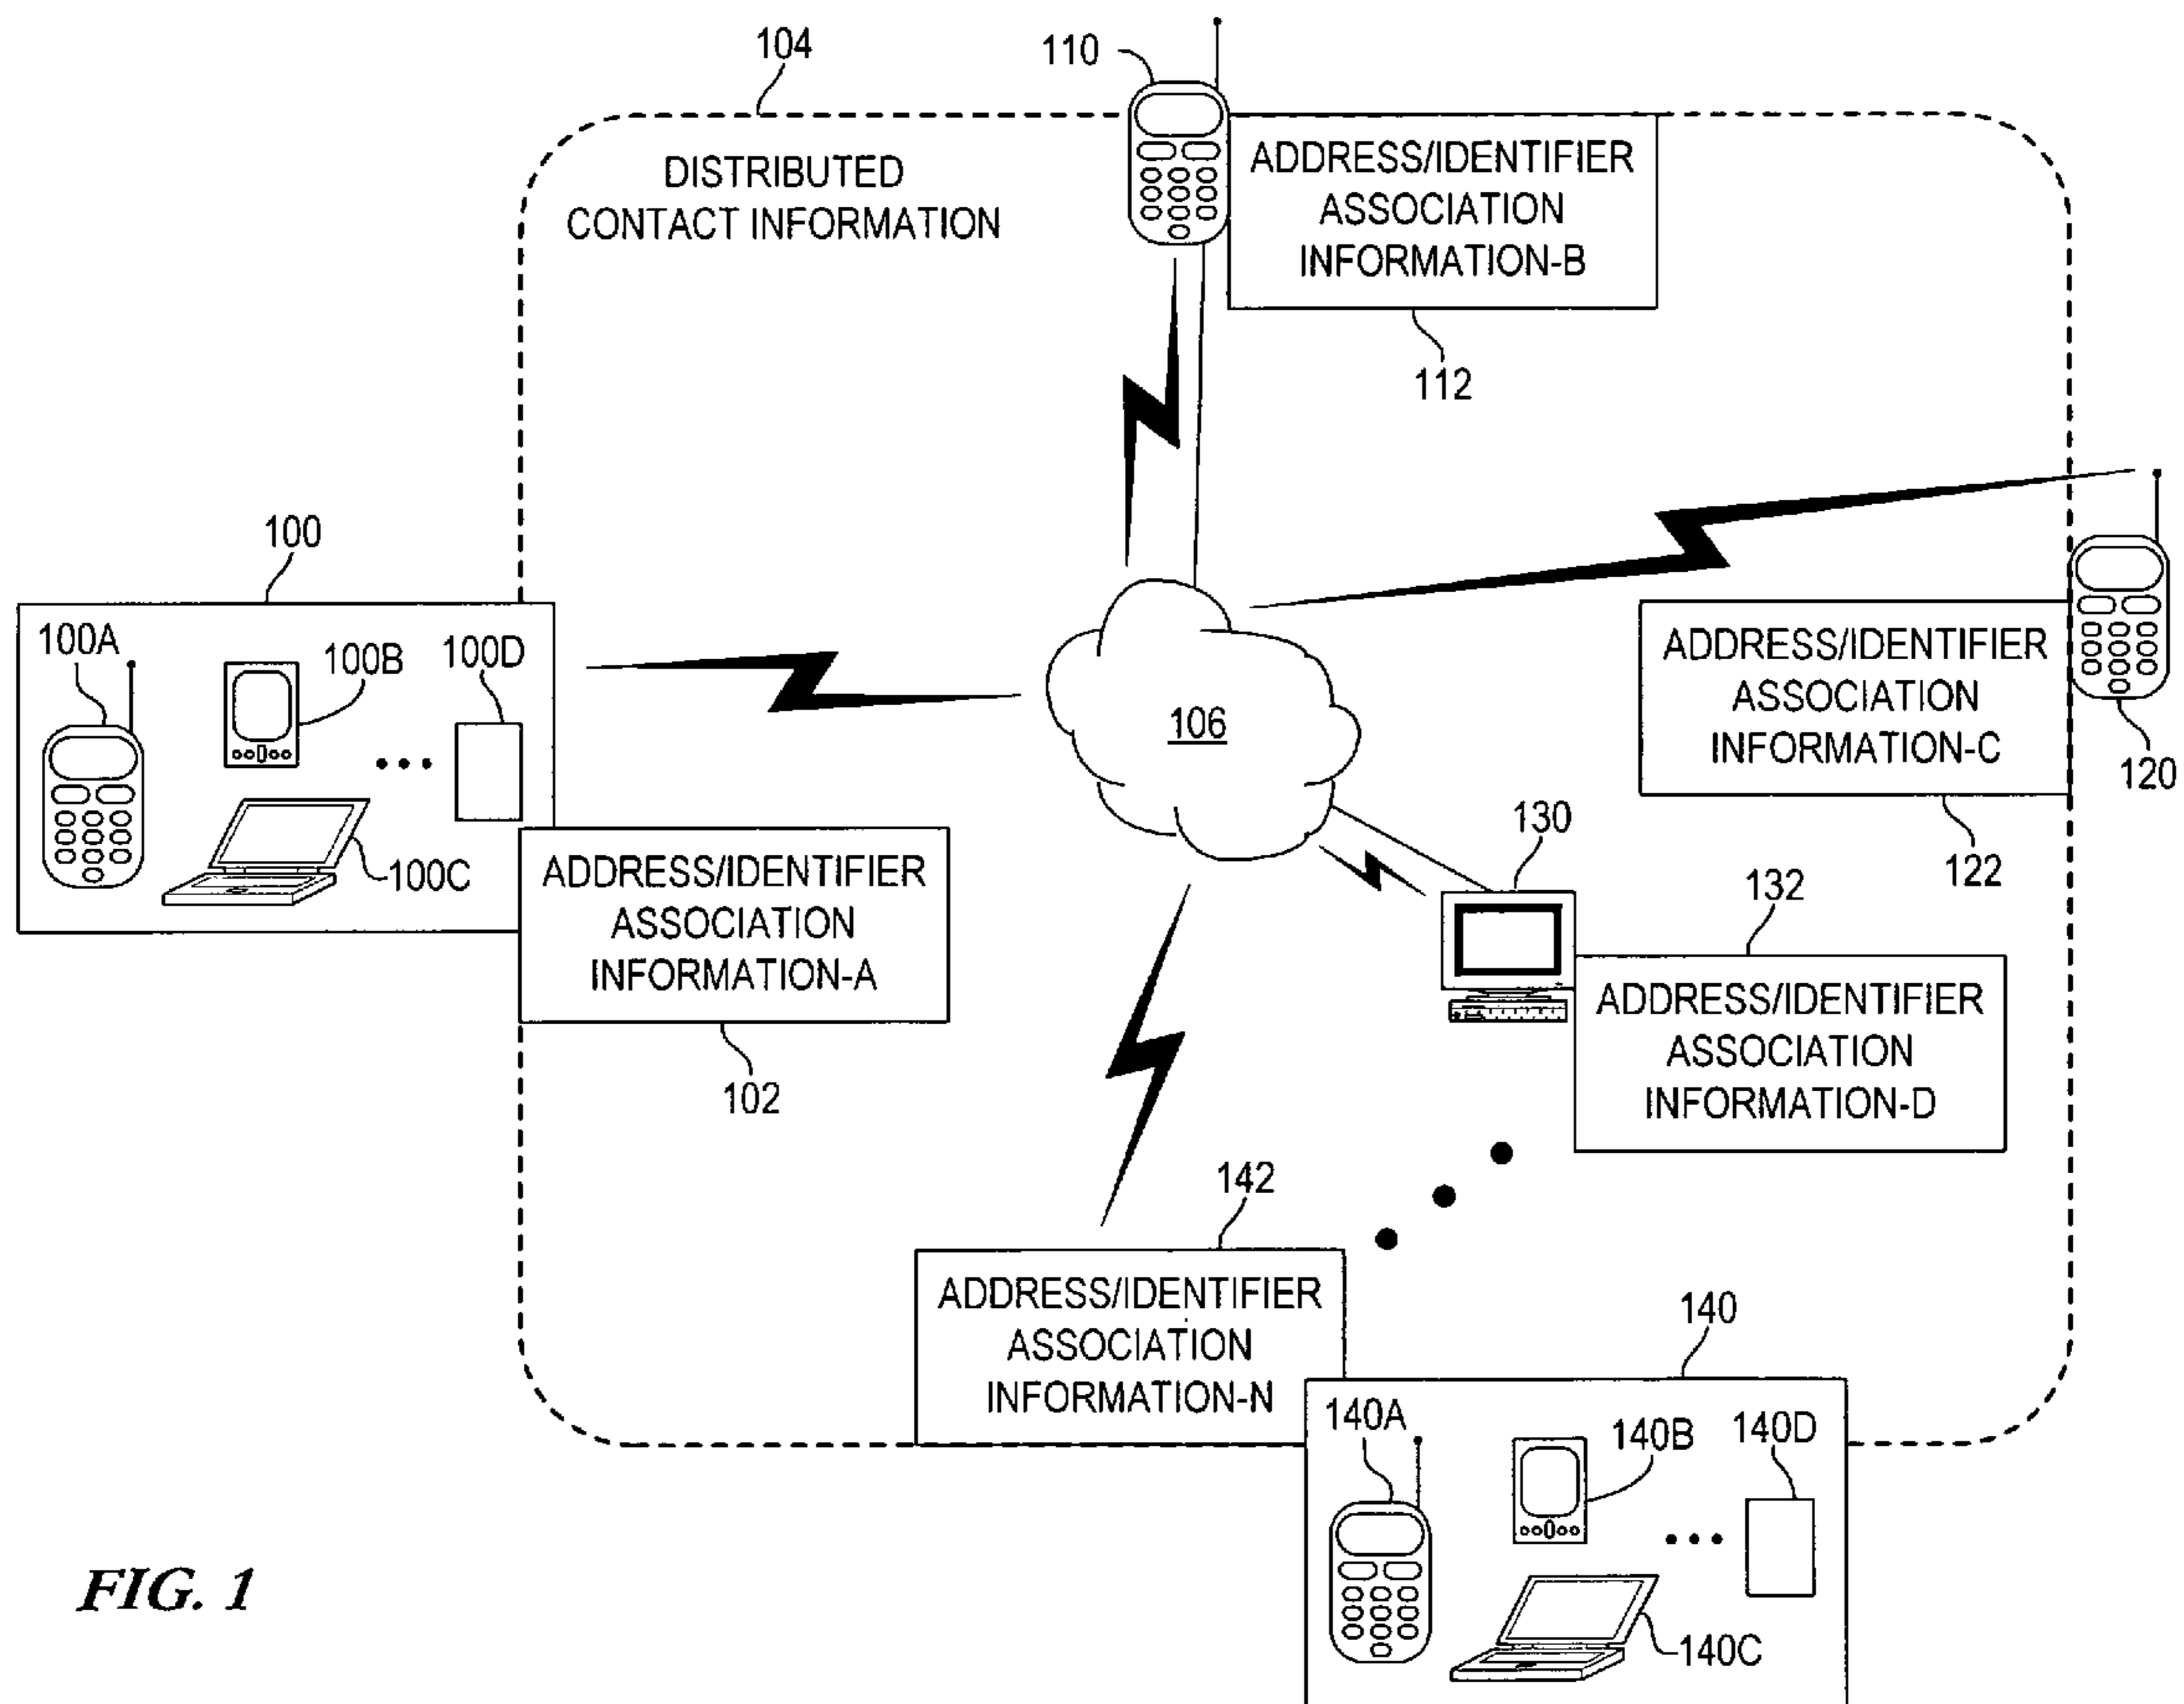 104
110
DISTRIBUTED
CONTACT INFORMATION
ADDRESS/IDENTIFIER
ASSOCIATION
INFORMATION-B
112
100
100A
100B
100D
100C
106
ADDRESS/IDENTIFIER
ASSOCIATION
INFORMATION-C
120
122
ADDRESS/IDENTIFIER
ASSOCIATION
INFORMATION-A
102
130
132
ADDRESS/IDENTIFIER
ASSOCIATION
INFORMATION-D
142
ADDRESS/IDENTIFIER
ASSOCIATION
INFORMATION-N
140
140A
140B
140D
140C
FIG. 1